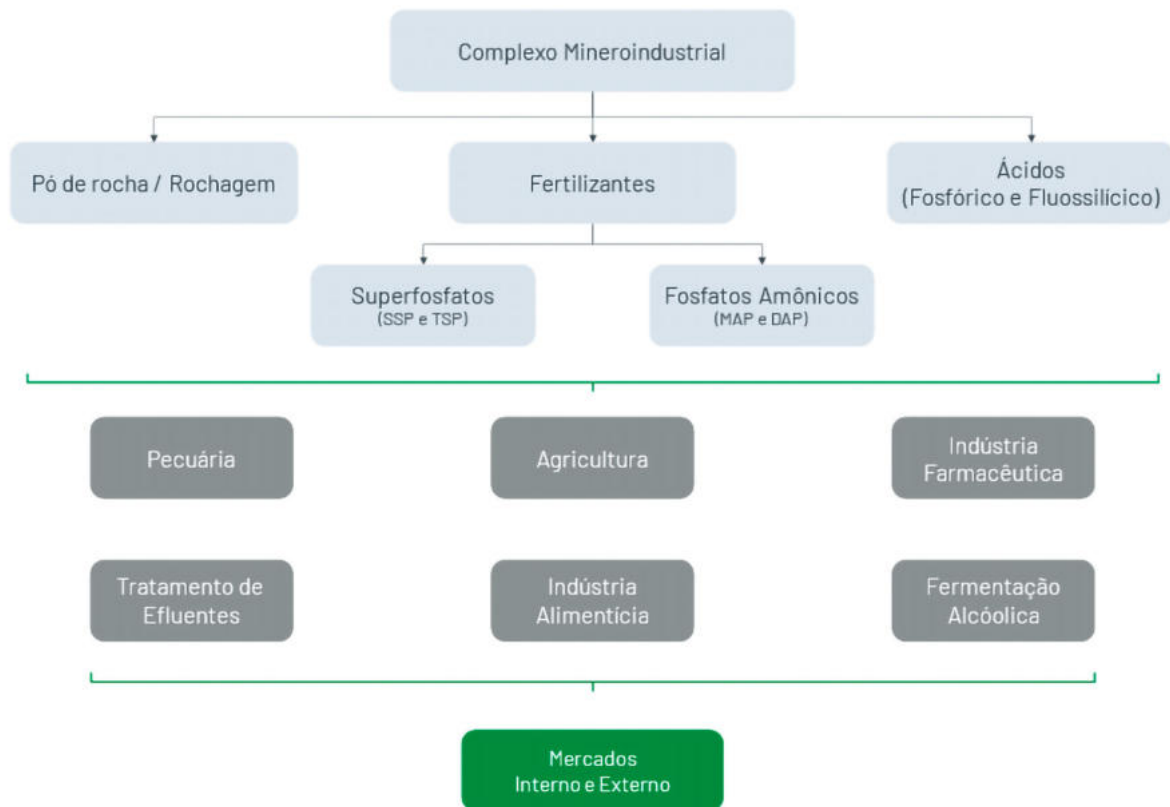 Complexo Mineroindustrial
Pó de rocha / Rochagem
Fertilizantes
Ácidos
(Fosfórico e Fluossilícico)
Superfosfatos
(SSP e TSP)
Fosfatos Amônicos
(MAP e DAP)
Pecuária
Agricultura
Indústria
Farmacêutica
Tratamento de
Efluentes
Indústria
Alimentícia
Fermentação
Alcóolica
Mercados
Interno e Externo